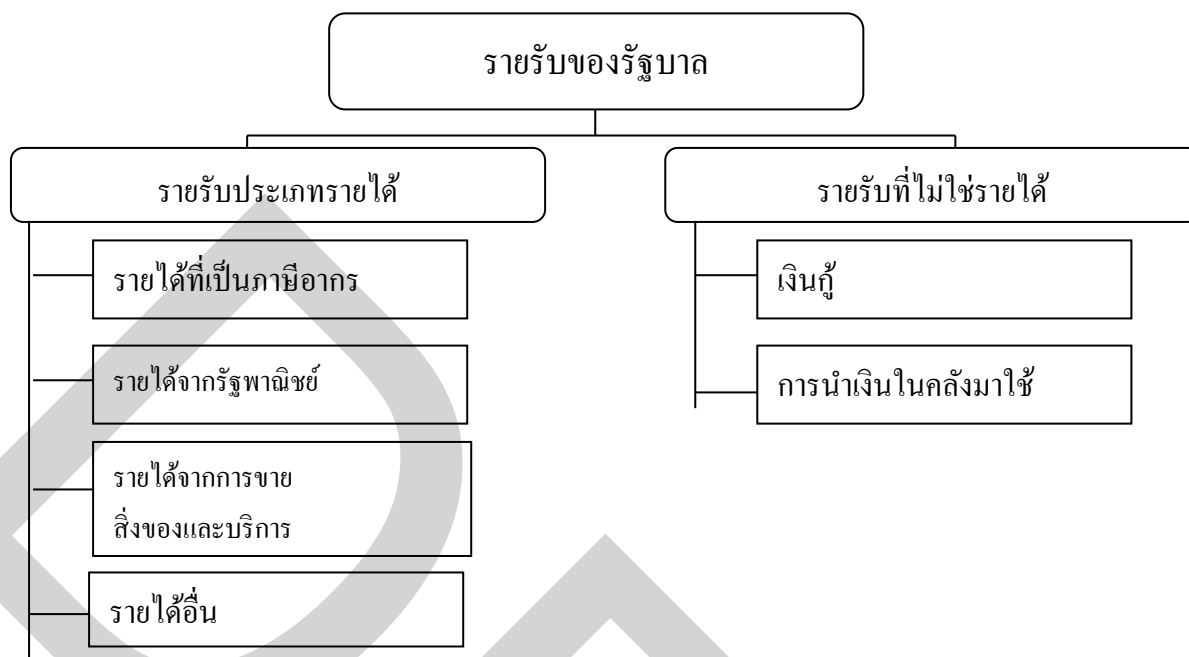 รายรับของรัฐบาล
รายรับประเภทรายได้
รายรับที่ไม่ใช่รายได้
รายได้ที่เป็นภาษีอากร
เงินกู้
รายได้จากรัฐพาณิชย์
การนำเงินในคลังมาใช้
รายได้จากการขาย
สิ่งของและบริการ
รายได้อื่น